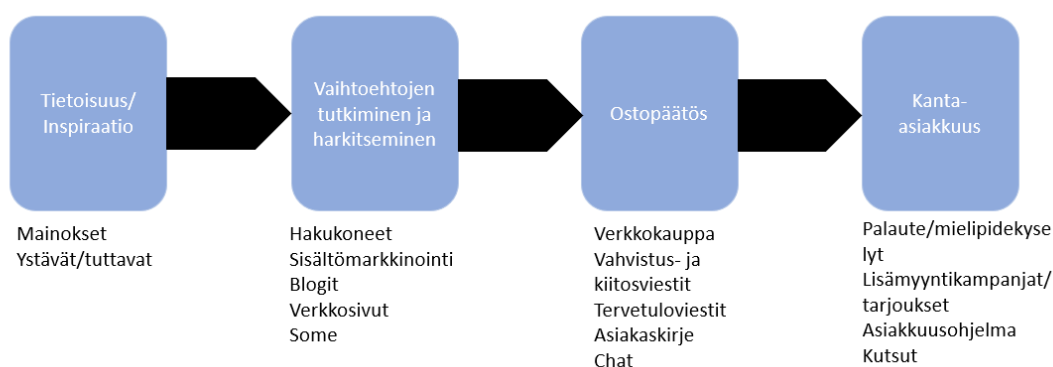 Tietoisuus/
Inspiraatio
Vaihtoehtojen
tutkiminen ja
harkitseminen
Ostopäätös
Kanta-
asiakkuus
Mainokset
Ystävät/tuttavat
Hakukoneet
Sisältömarkkinointi
Blogit
Verkkosivut
Some
Verkkokauppa
Vahvistus- ja
kiitosviestit
Tervetuloviestit
Asiakaskirje
Chat
Palaute/mielipidekyse
lyt
Lisämyyntikampanjat/
tarjoukset
Asiakkuusohjelma
Kutsut